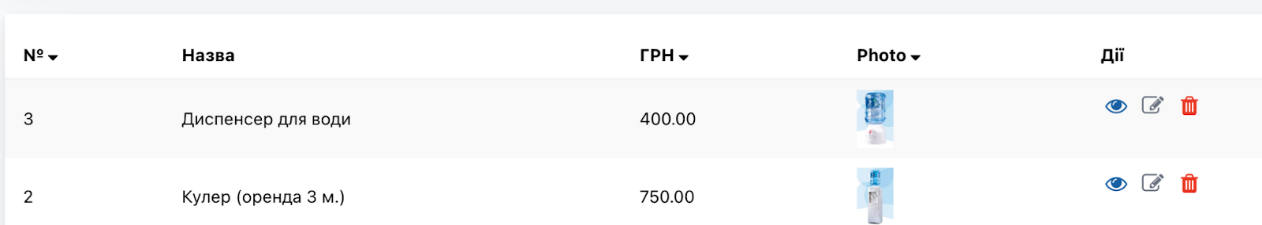 № Назва ГРН Photo Дії
3 Диспенсер для води 400.00
2 Кулер (оренда 3 м.) 750.00